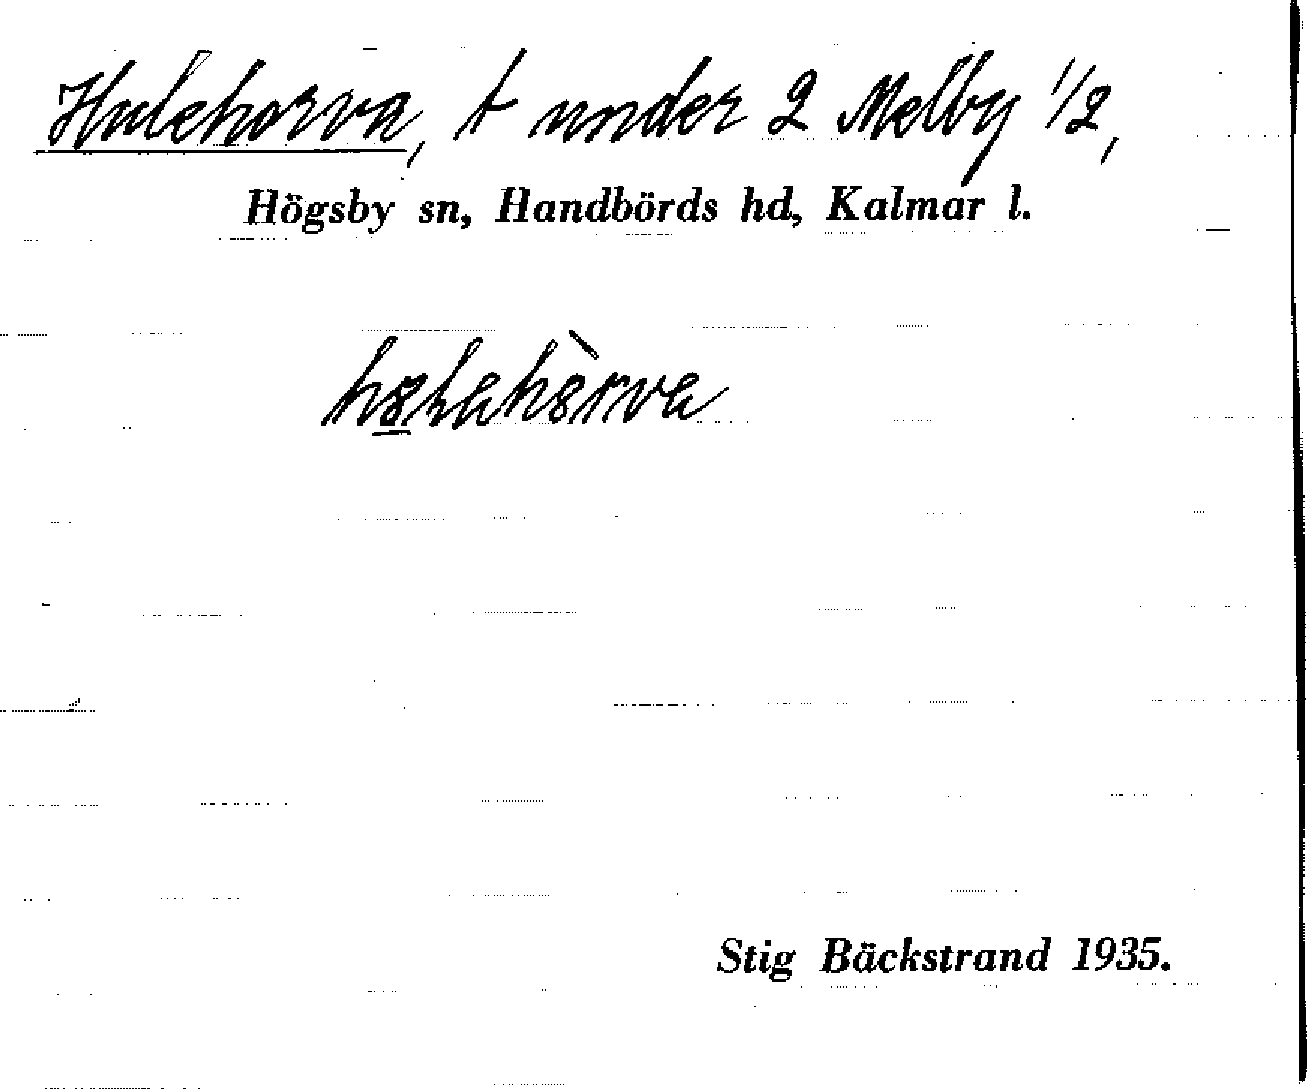 Hulehorva, t under 2 Melby 1/2,
Högsby sn, Handbörds hd, Kalmar l.
Stig Bäckstrand 1935.